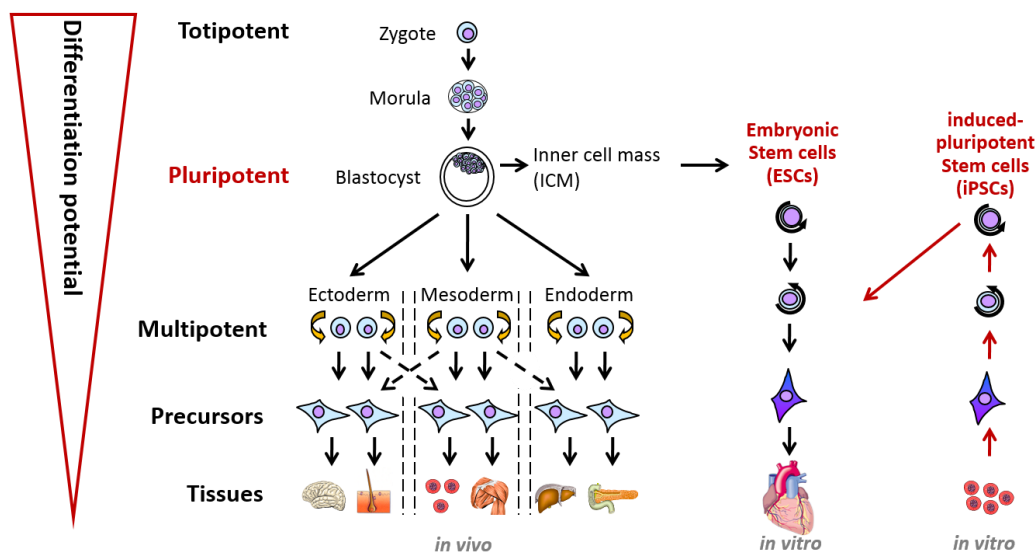 Differentiation potential
Totipotent
Zygote
Morula
Pluripotent
Blastocyst
Inner cell mass
(ICM)
Embryonic
Stem cells
(ESCs)
induced-
pluripotent
Stem cells
(iPSCs)
Ectoderm
Mesoderm
Endoderm
Multipotent
Precursors
Tissues
in vivo
in vitro
in vitro